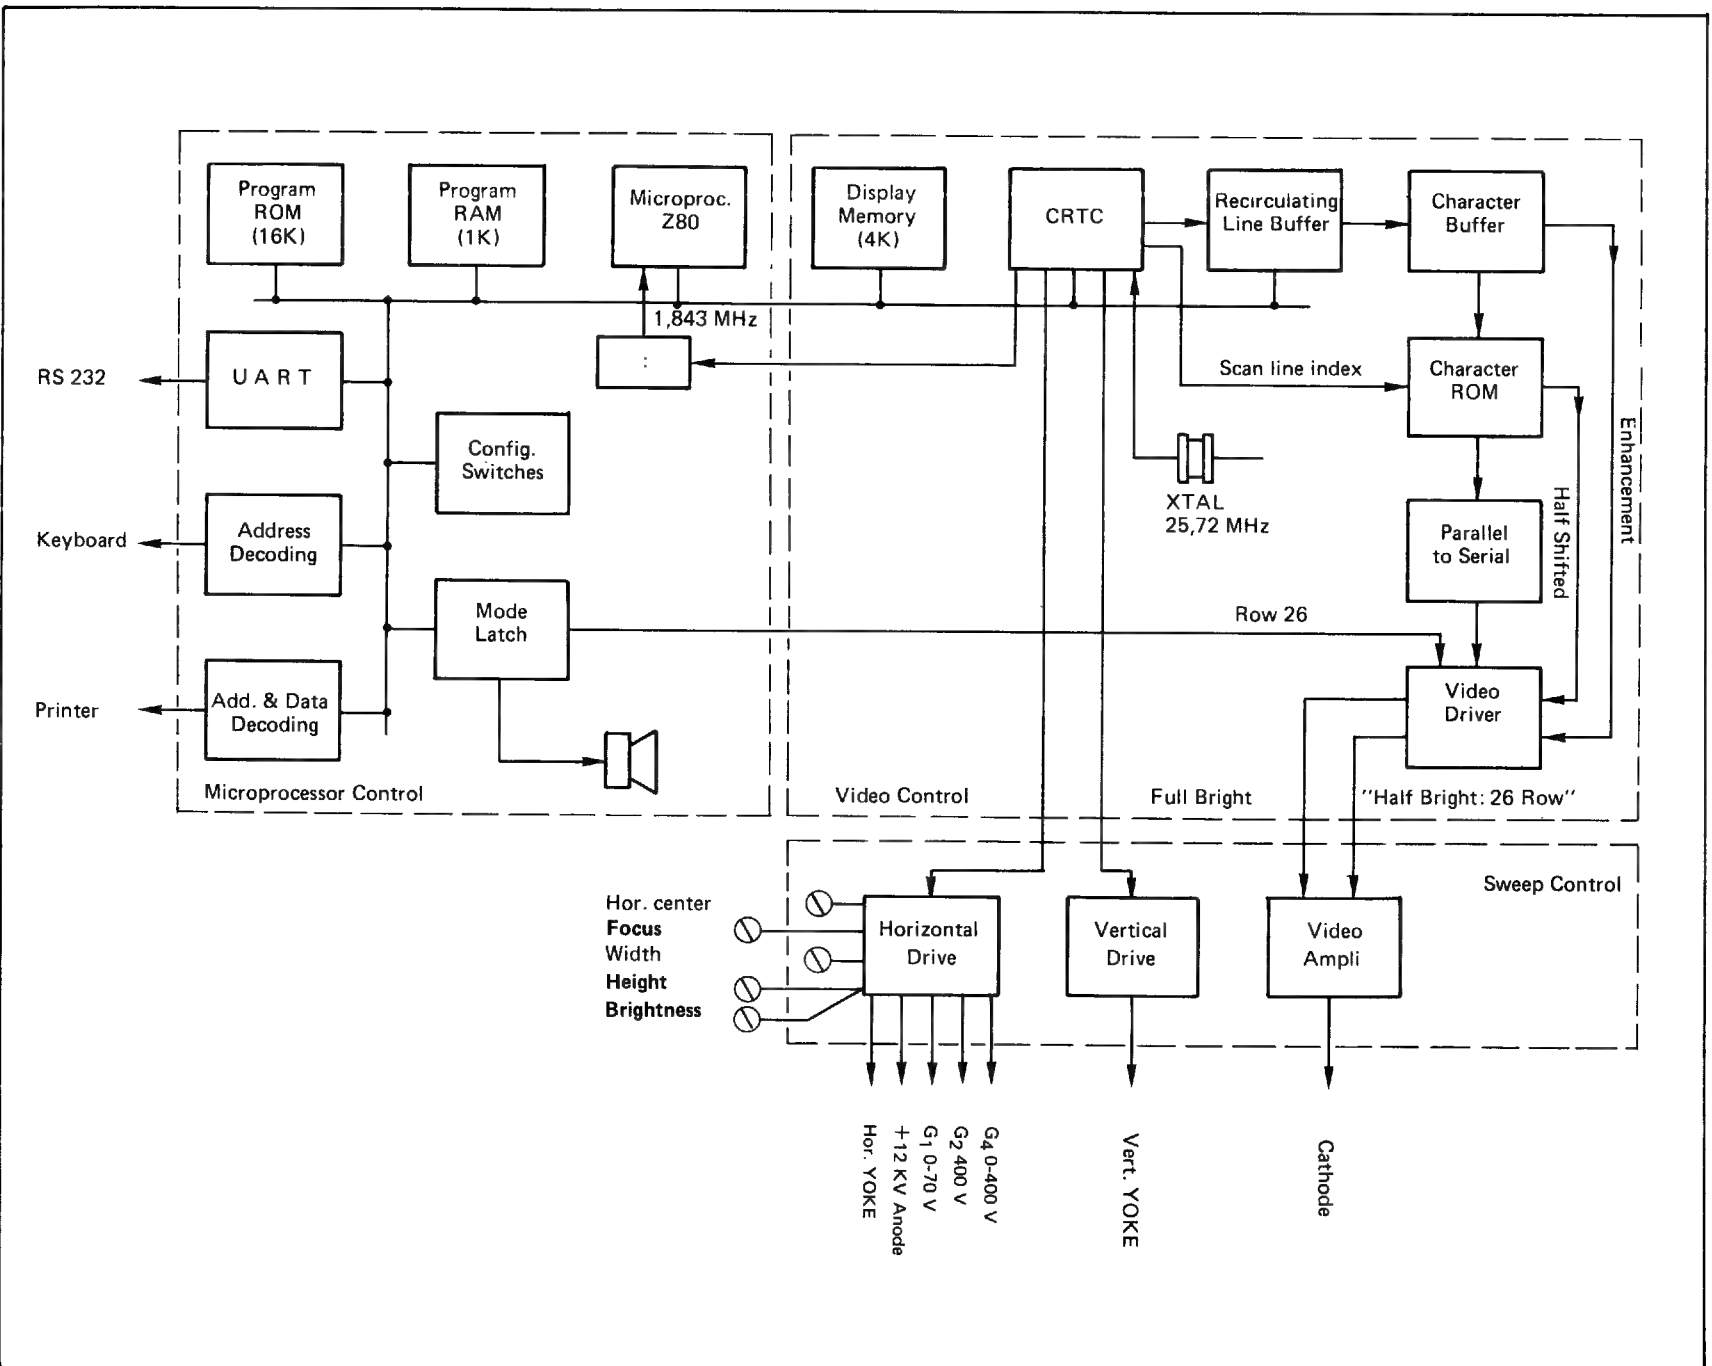 Program
ROM
(16K)
Program
RAM
(1K)
Microproc.
Z80
Display
Memory
(4K)
CRTC
Recirculating
Line Buffer
Character
Buffer
1,843 MHz
:
RS 232
U A R T
Config.
Switches
Keyboard
Address
Decoding
Mode
Latch
Printer
Add. & Data
Decoding
Microprocessor Control
Scan line index
Character
ROM
XTAL
25,72 MHz
Parallel
to Serial
Half Shifted
Enhancement
Row 26
Video
Driver
Video Control
Full Bright
"Half Bright: 26 Row"
Sweep Control
Hor. center
Focus
Width
Height
Brightness
Horizontal
Drive
Vertical
Drive
Video
Ampli
Hor. YOKE
+12 KV Anode
G1 0-70 V
G2 400 V
G4 0-400 V
Vert. YOKE
Cathode